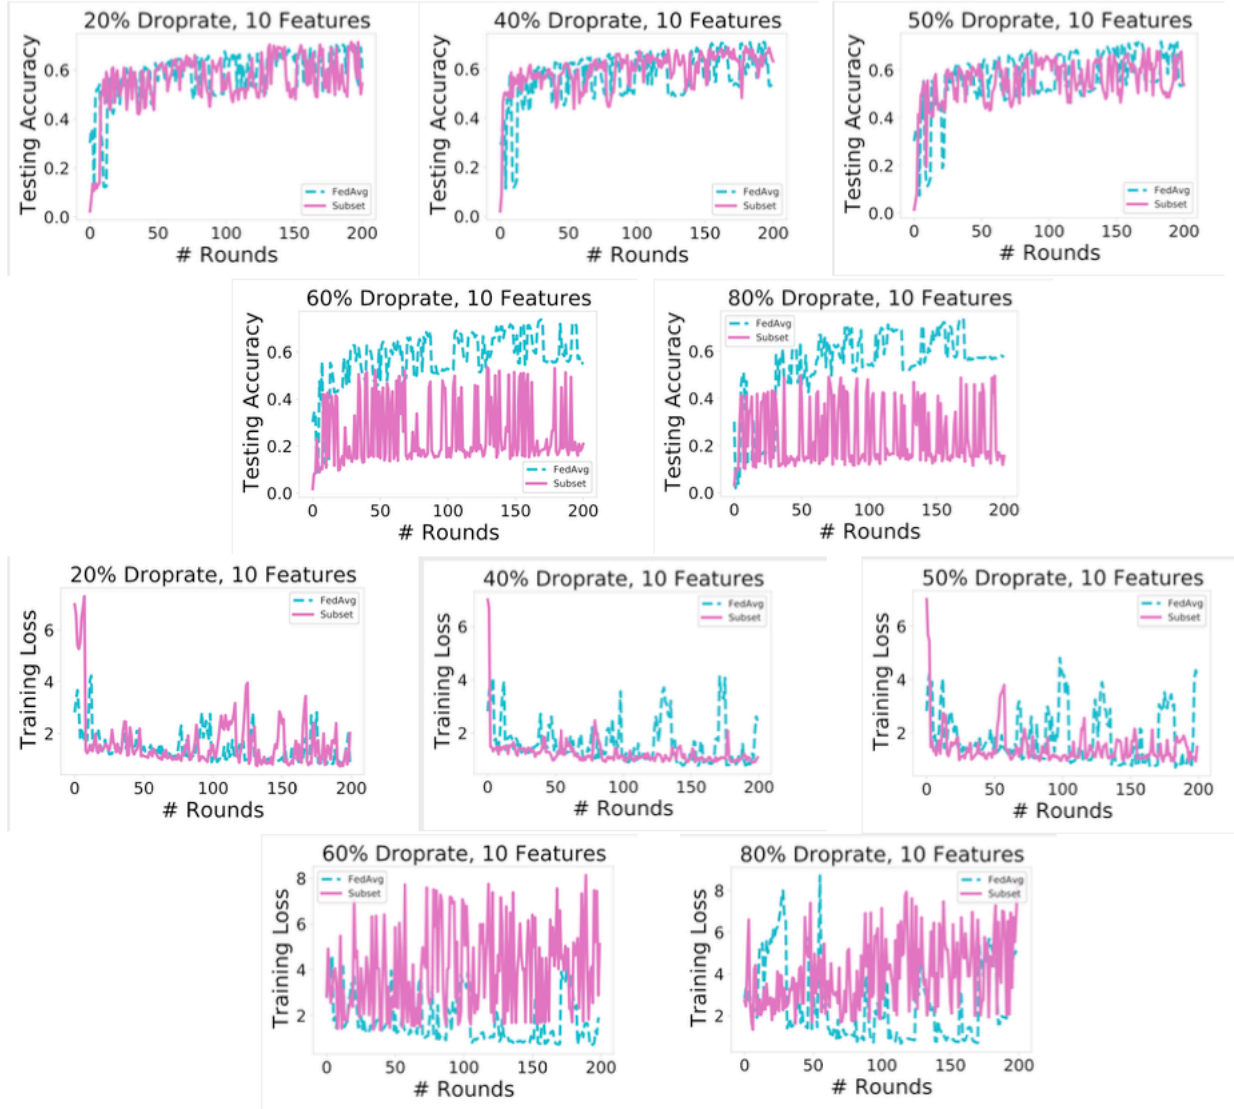 20% Droprate, 10 Features
Testing Accuracy
0.6
0.4
0.2
0.0
FedAvg
Subset
0 50 100 150 200
# Rounds
40% Droprate, 10 Features
Testing Accuracy
0.6
0.4
0.2
0.0
FedAvg
Subset
0 50 100 150 200
# Rounds
50% Droprate, 10 Features
Testing Accuracy
0.6
0.4
0.2
0.0
FedAvg
Subset
0 50 100 150 200
# Rounds
60% Droprate, 10 Features
Testing Accuracy
0.6
0.4
0.2
0.0
FedAvg
Subset
0 50 100 150 200
# Rounds
80% Droprate, 10 Features
Testing Accuracy
0.6
0.4
0.2
0.0
FedAvg
Subset
0 50 100 150 200
# Rounds
20% Droprate, 10 Features
Training Loss
6
4
2
FedAvg
Subset
0 50 100 150 200
# Rounds
40% Droprate, 10 Features
Training Loss
6
4
2
FedAvg
Subset
0 50 100 150 200
# Rounds
50% Droprate, 10 Features
Training Loss
6
4
2
FedAvg
Subset
0 50 100 150 200
# Rounds
60% Droprate, 10 Features
Training Loss
8
6
4
2
FedAvg
Subset
0 50 100 150 200
# Rounds
80% Droprate, 10 Features
Training Loss
8
6
4
2
FedAvg
Subset
0 50 100 150 200
# Rounds